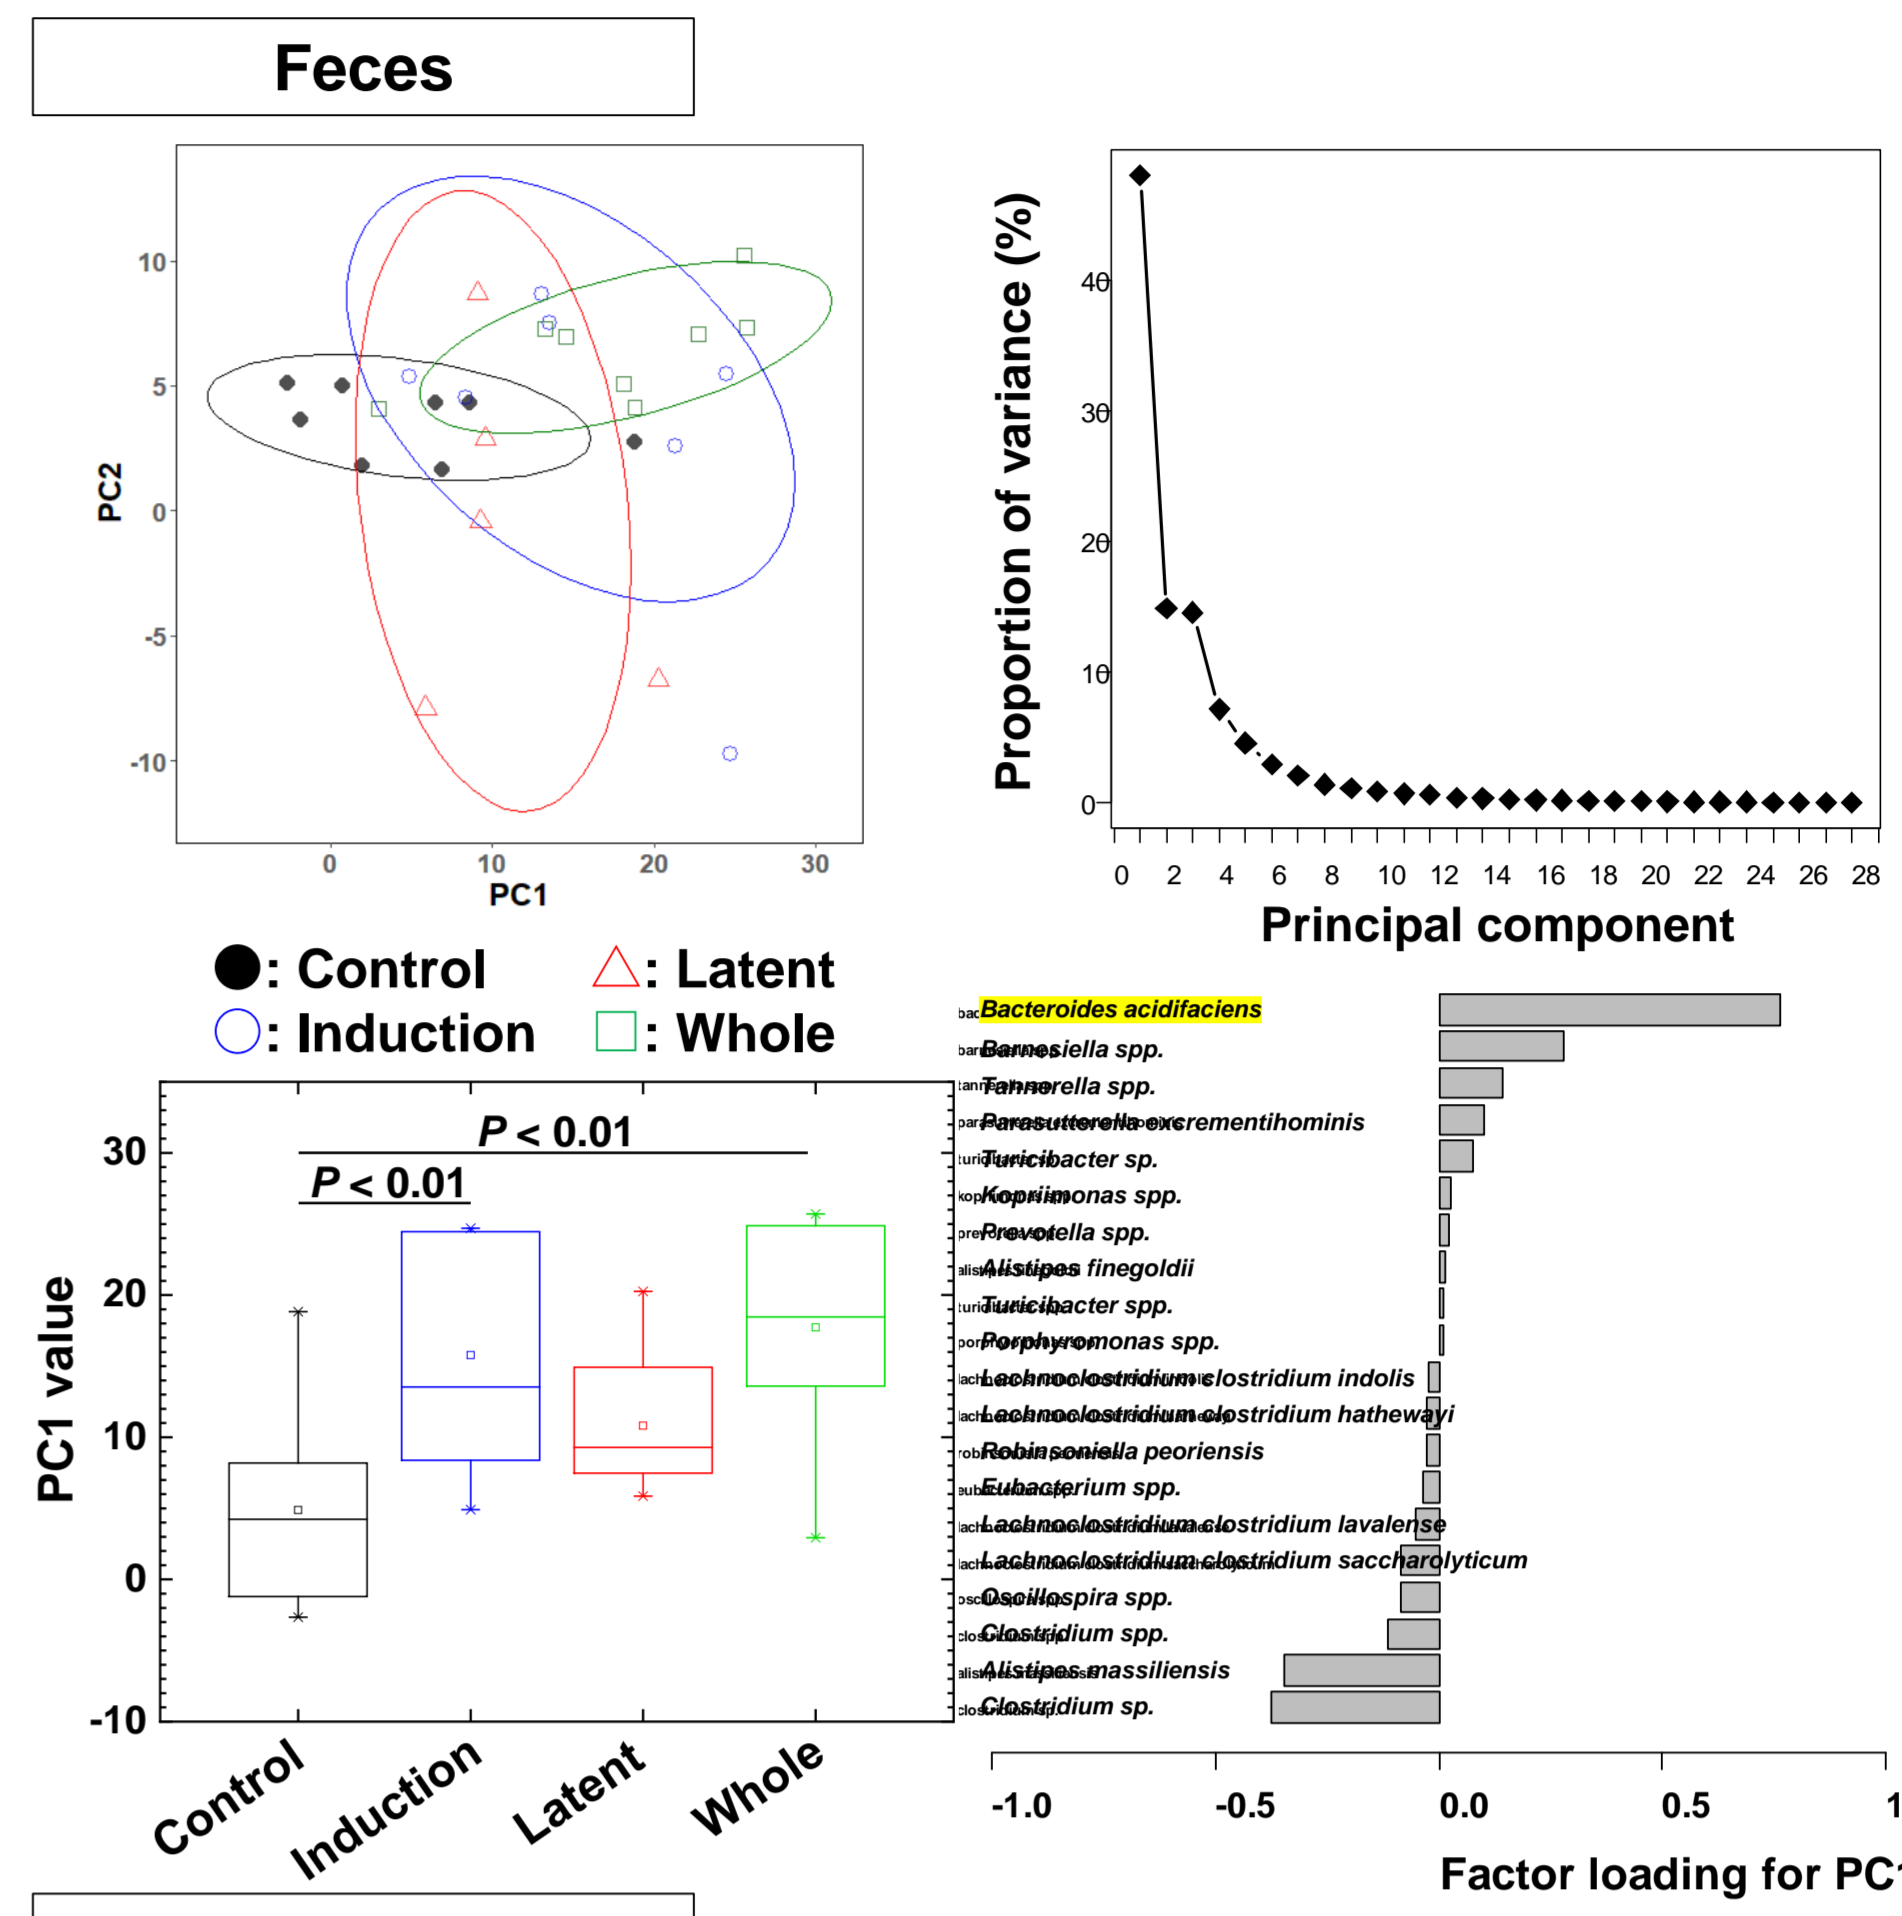 Feces
10
5
0
-5
-10
PC2
0 10 20 30
PC1
Proportion of variance (%)
40
30
20
10
0
0 2 4 6 8 10 12 14 16 18 20 22 24 26 28
Principal component
: Control
: Latent
: Induction
: Whole
P < 0.01
P < 0.01
PC1 value
30
20
10
0
-10
Control
Induction
Latent
Whole
Bacteroides acidifaciens
Barnesiella spp.
Tannerella spp.
Parasutterella excrementihominis
Turicibacter sp.
Kopriimonas spp.
Prevotella spp.
Alistipes finegoldii
Turicibacter spp.
Porphyromonas spp.
Lachnoclostridium clostridium indolis
Lachnoclostridium clostridium hathewayi
Robinsoniella peoriensis
Eubacterium spp.
Lachnoclostridium clostridium lavalense
Lachnoclostridium clostridium saccharolyticum
Oscillospira spp.
Clostridium spp.
Alistipes massiliensis
Clostridium sp.
-1.0 -0.5 0.0 0.5 1
Factor loading for PC1